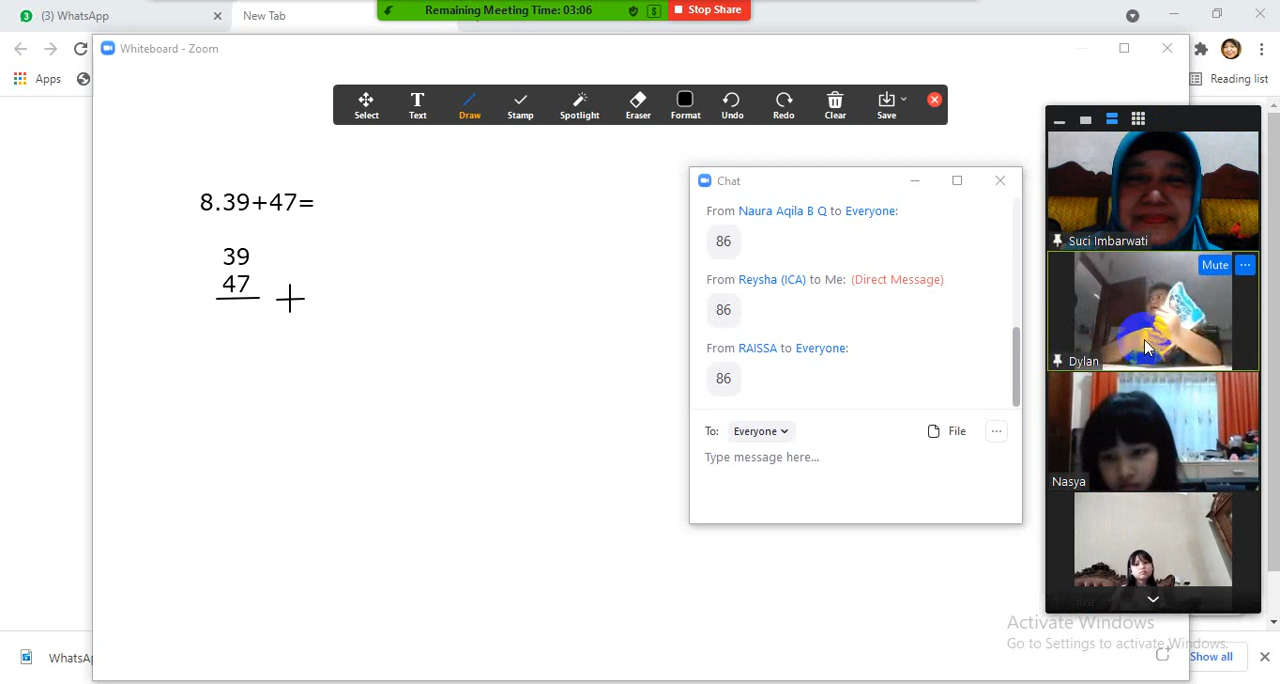 (3) WhatsApp
New Tab
Remaining Meeting Time: 03:06
Stop Share
Apps
Reading list
Whiteboard - Zoom
Select
Text
Draw
Stamp
Spotlight
Eraser
Format
Undo
Redo
Clear
Save
8.39+47=
39
47
+
Chat
From Naura Aqila B Q to Everyone:
86
From Reysha (ICA) to Me: (Direct Message)
86
From RAISSA to Everyone:
86
To: Everyone
File
Type message here...
Suci Imbarwati
Mute
Dylan
Nasya
Activate Windows
Go to Settings to activate Windows.
WhatsAp
Show all